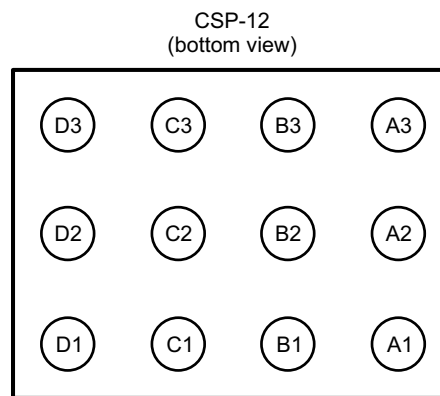 CSP-12
(bottom view)
D3 C3 B3 A3
D2 C2 B2 A2
D1 C1 B1 A1